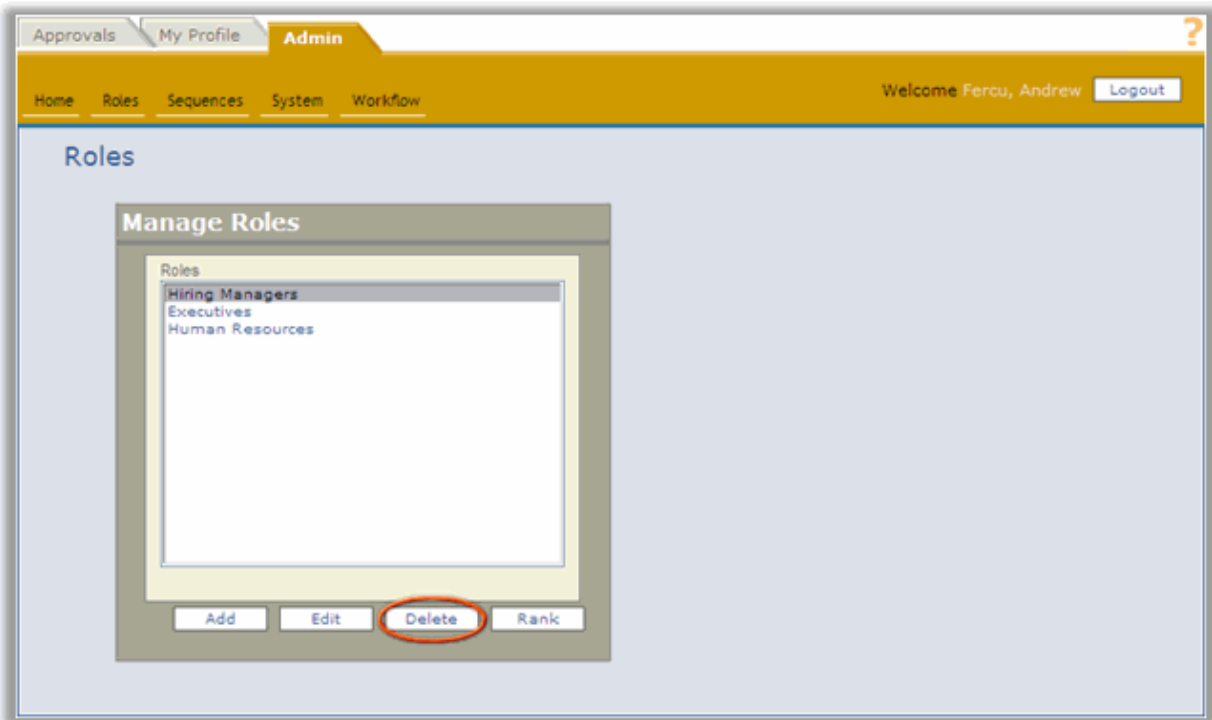 Approvals My Profile Admin ?
Home Roles Sequences System Workflow Welcome Fercu, Andrew Logout
Roles
Manage Roles
Roles
Hiring Managers
Executives
Human Resources
Add Edit Delete Rank